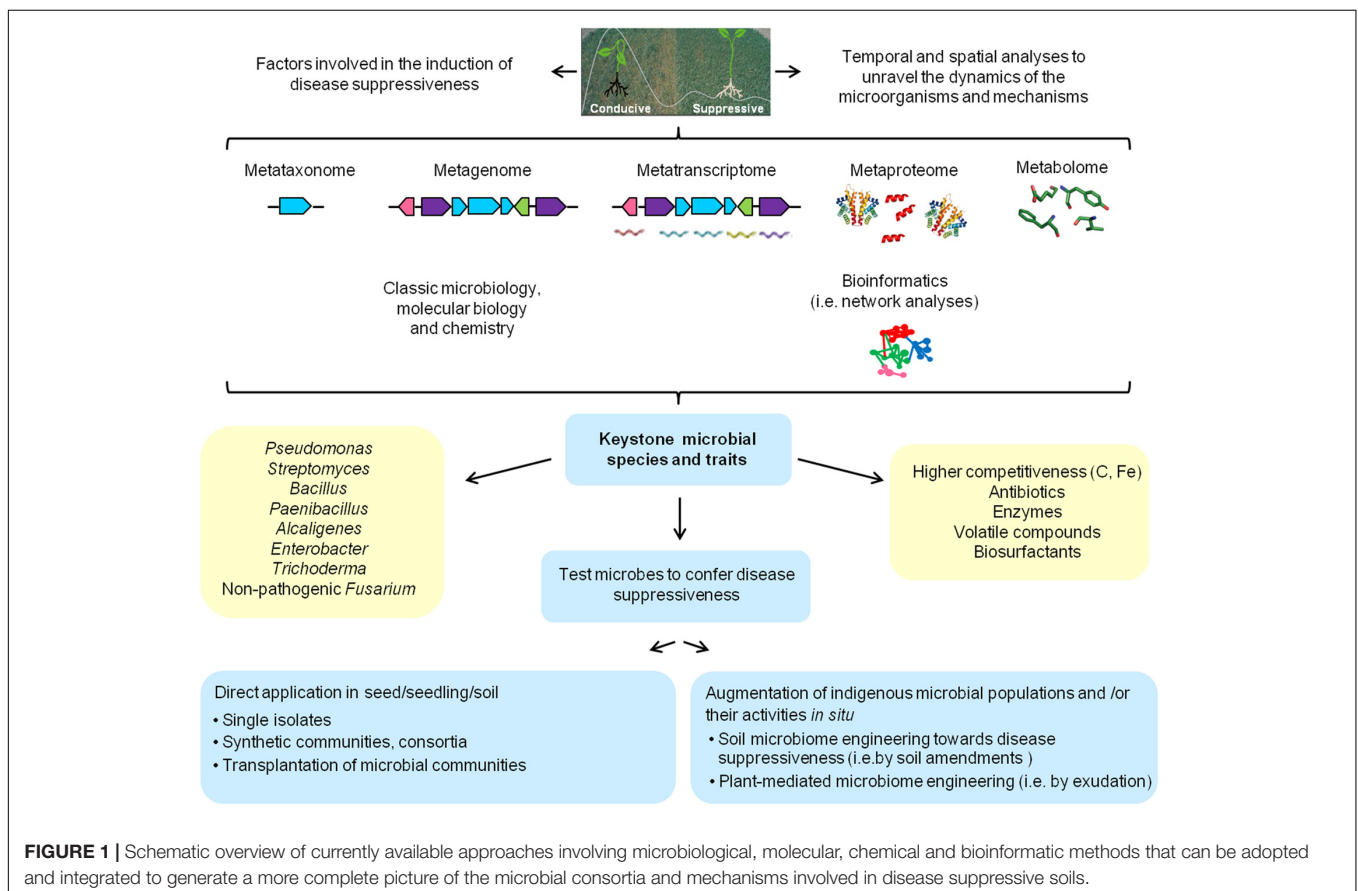 Factors involved in the induction of
disease suppressiveness
Conducive
Suppressive
Temporal and spatial analyses to
unravel the dynamics of the
microorganisms and mechanisms
Metataxonome
Metagenome
Metatranscriptome
Metaproteome
Metabolome
Classic microbiology,
molecular biology
and chemistry
Bioinformatics
(i.e. network analyses)
Keystone microbial
species and traits
Pseudomonas
Streptomyces
Bacillus
Paenibacillus
Alcaligenes
Enterobacter
Trichoderma
Non-pathogenic Fusarium
Higher competitiveness (C, Fe)
Antibiotics
Enzymes
Volatile compounds
Biosurfactants
Test microbes to confer disease
suppressiveness
Direct application in seed/seedling/soil
• Single isolates
• Synthetic communities, consortia
• Transplantation of microbial communities
Augmentation of indigenous microbial populations and /or
their activities in situ
• Soil microbiome engineering towards disease
suppressiveness (i.e.by soil amendments )
• Plant-mediated microbiome engineering (i.e. by exudation)
FIGURE 1 | Schematic overview of currently available approaches involving microbiological, molecular, chemical and bioinformatic methods that can be adopted
and integrated to generate a more complete picture of the microbial consortia and mechanisms involved in disease suppressive soils.